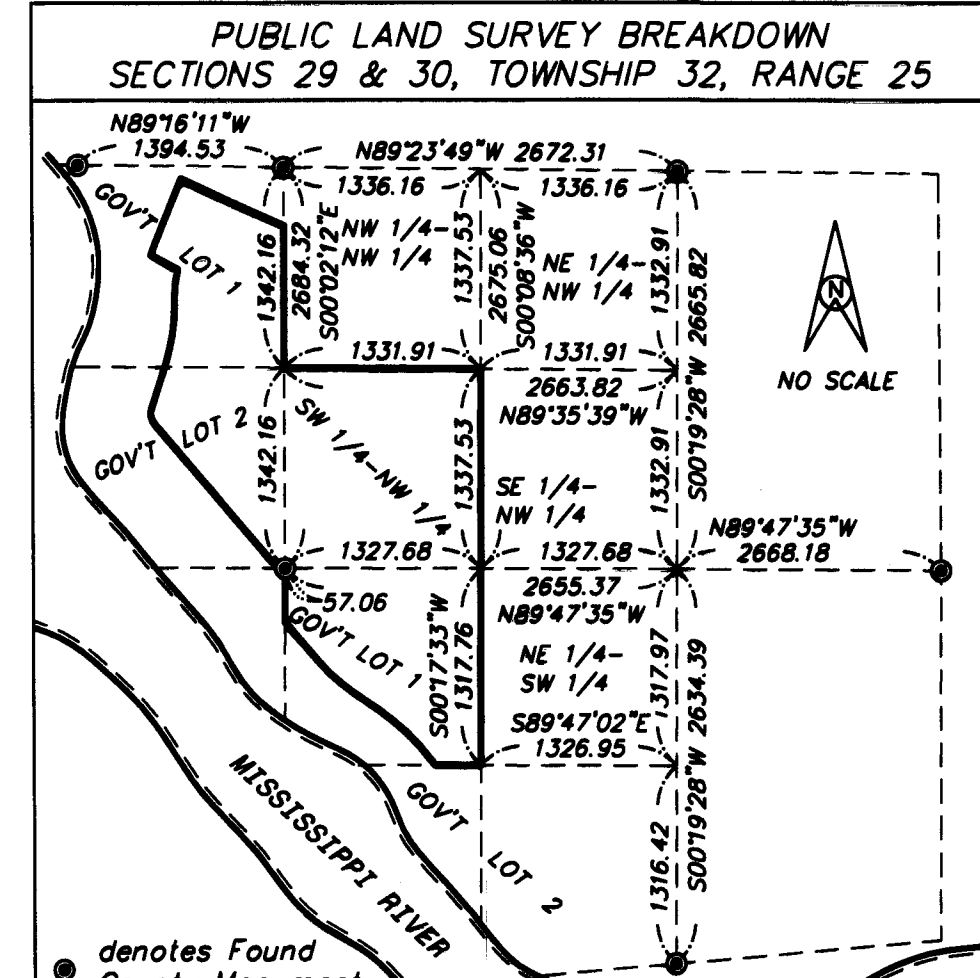 PUBLIC LAND SURVEY BREAKDOWN
SECTIONS 29 & 30, TOWNSHIP 32, RANGE 25
N89°16'11"W
1394.53
N89°23'49"W 2672.31
1336.16
1336.16
GOV'T
LOT 1
1342.16
2684.32
S00°02'12"E
NW 1/4-
NW 1/4
1337.53
2675.06
S00°08'36"W
NE 1/4-
NW 1/4
1332.91
2665.82
S00°19'28"W
N
NO SCALE
1331.91
1331.91
2663.82
N89°35'39"W
GOV'T LOT 2
1342.16
SW 1/4-NW 1/4
1337.53
SE 1/4-
NW 1/4
1332.91
N89°47'35"W
2668.18
1327.68
1327.68
2655.37
N89°47'35"W
57.06
GOV'T LOT 1
S00°17'33"W
1317.76
NE 1/4-
SW 1/4
1317.97
2634.39
S00°19'28"W
S89°47'02"E
1326.95
MISSISSIPPI RIVER
GOV'T
LOT 2
1316.42
denotes Found
County Monument